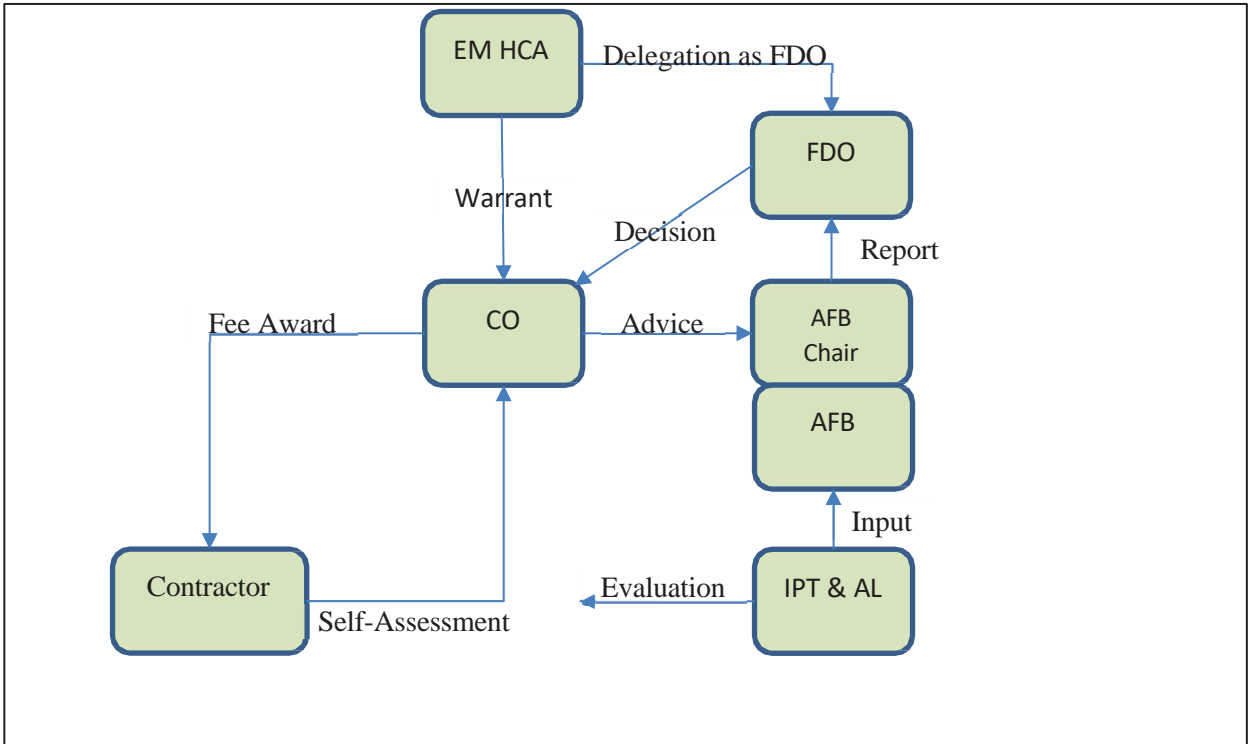 EM HCA
Delegation as FDO
FDO
Warrant
Decision
Report
Fee Award
CO
Advice
AFB
Chair
AFB
Input
Contractor
Self-Assessment
Evaluation
IPT & AL